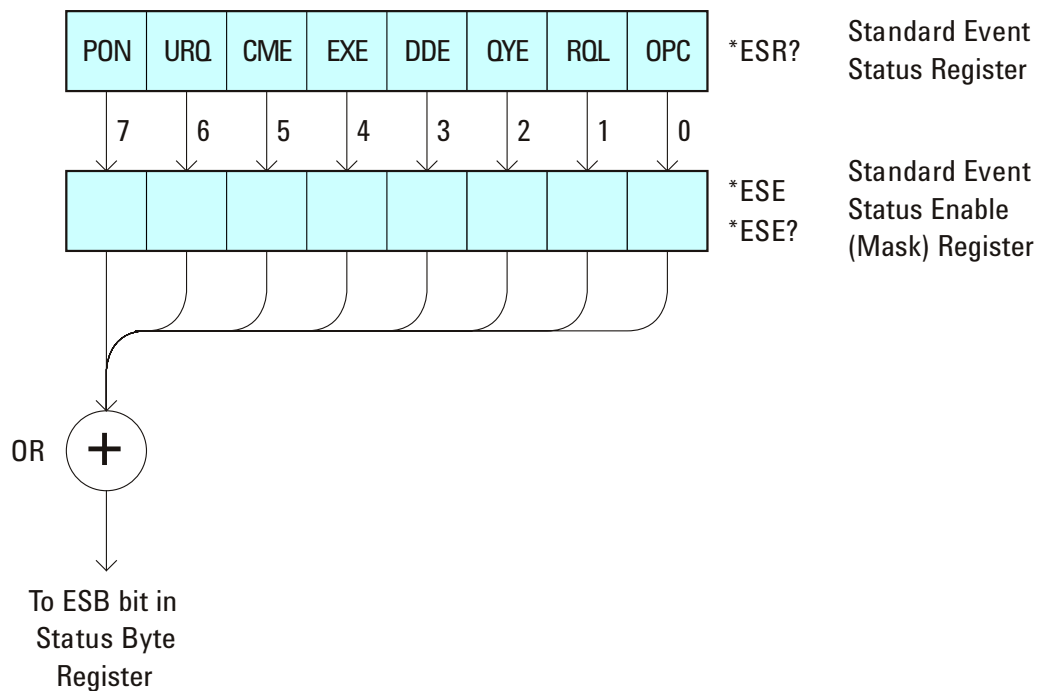 PON URQ CME EXE DDE QYE RQL OPC
*ESR?
Standard Event
Status Register
7 6 5 4 3 2 1 0
*ESE
*ESE?
Standard Event
Status Enable
(Mask) Register
OR
+
To ESB bit in
Status Byte
Register